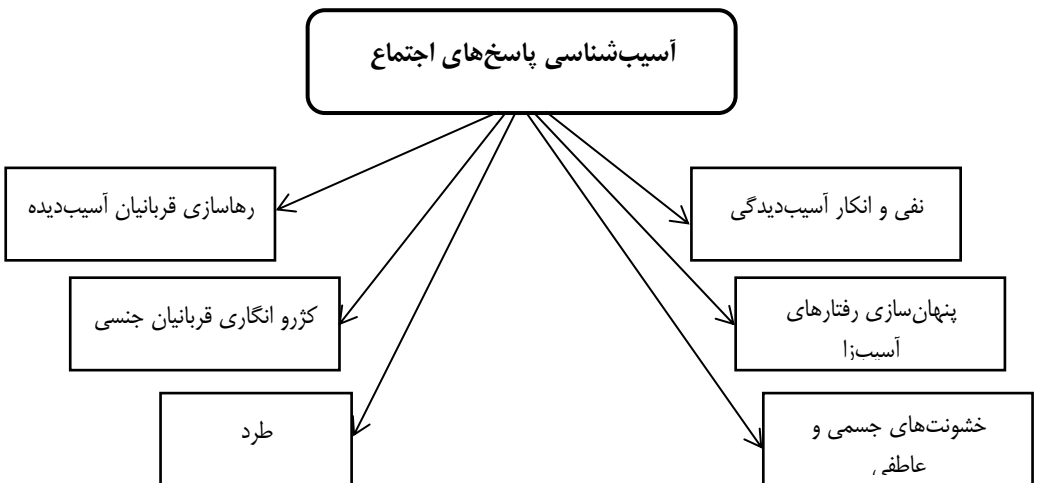 آسیب‌شناسی پاسخ‌های اجتماع
نفی و انکار آسیب‌دیدگی
رهاسازی قربانیان آسیب‌دیده
پنهان‌سازی رفتارهای
آسیب‌زا
کژرو انگاری قربانیان جنسی
خشونت‌های جسمی و
عاطفی
طرد